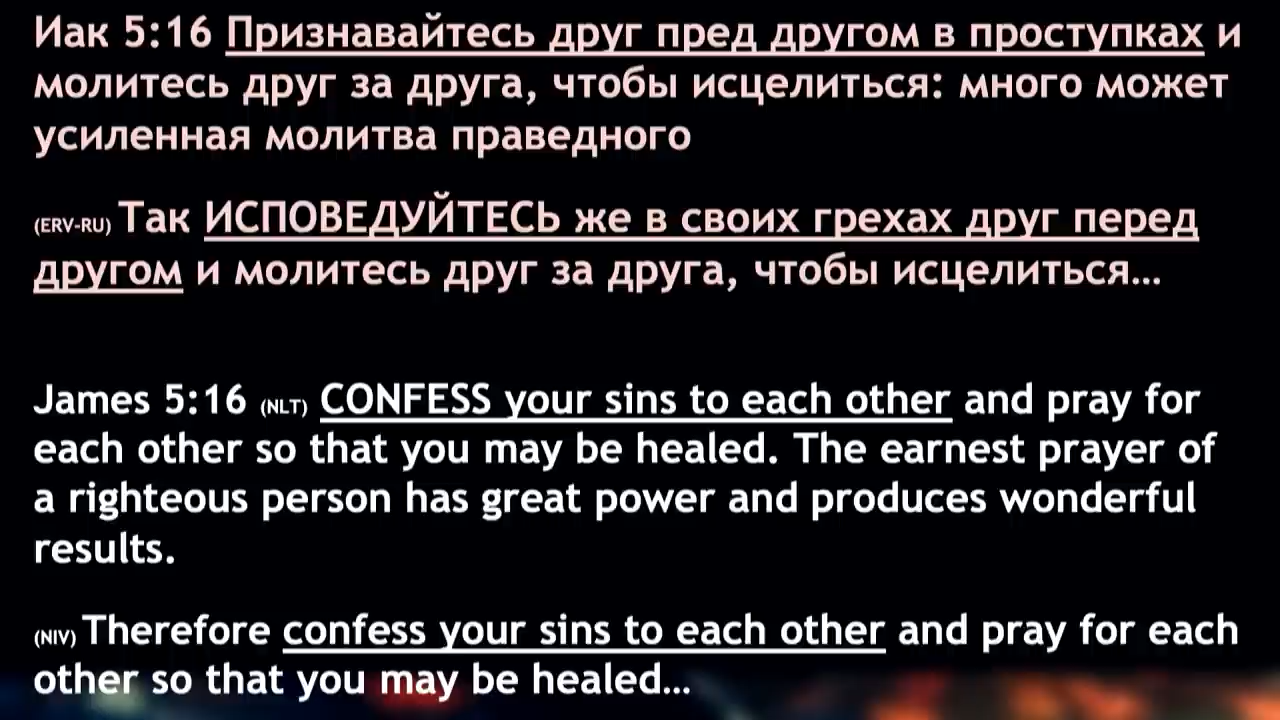 Иак 5:16 Признавайтесь друг пред другом в проступках и
молитесь друг за друга, чтобы исцелиться: много может
усиленная молитва праведного
(ERV-RU) Так ИСПОВЕДУЙТЕСЬ же в своих грехах друг перед
другом и молитесь друг за друга, чтобы исцелиться...
James 5:16 (NLT) CONFESS your sins to each other and pray for
each other so that you may be healed. The earnest prayer of
a righteous person has great power and produces wonderful
results.
(NIV) Therefore confess your sins to each other and pray for each
other so that you may be healed...